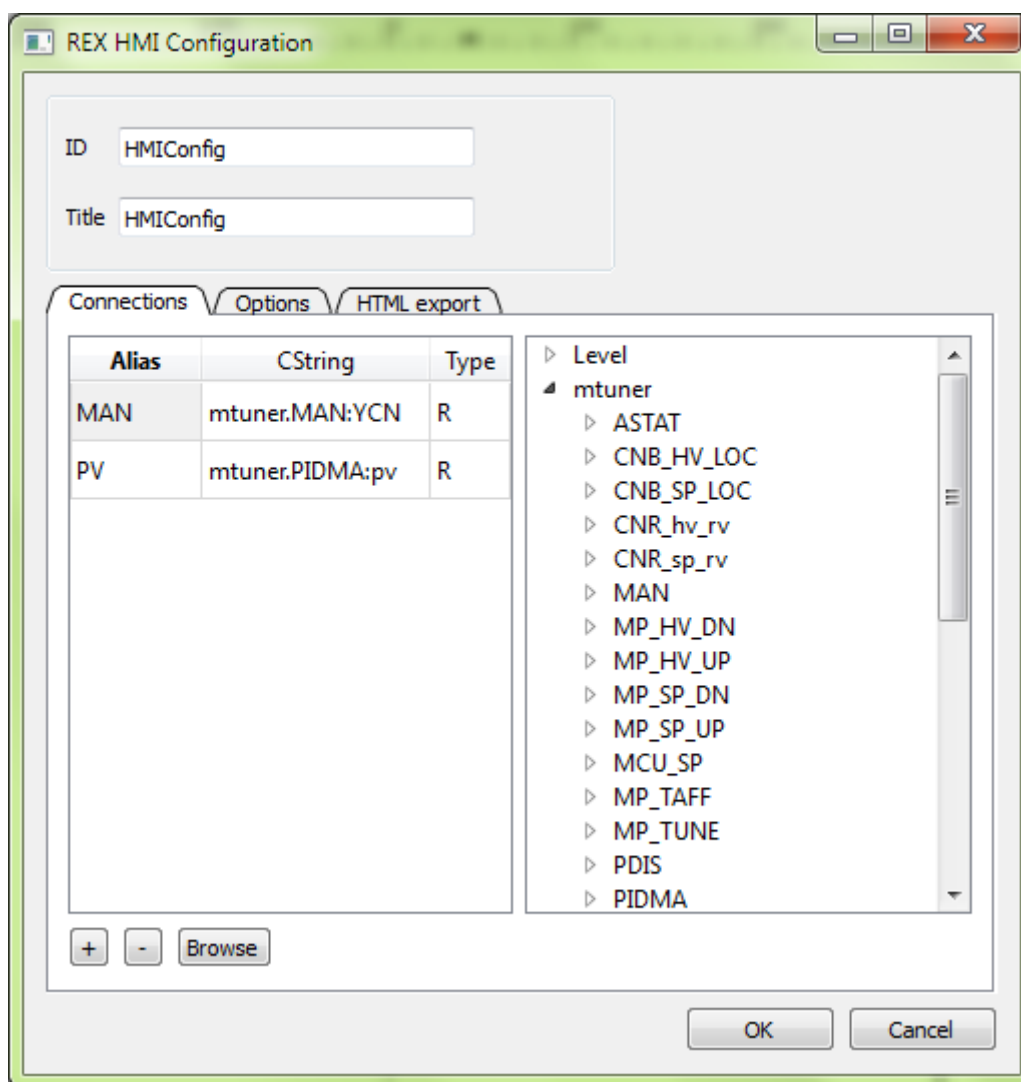 REX HMI Configuration
ID HMIConfig
Title HMIConfig
Connections Options HTML export
Alias CString Type
MAN mtuner.MAN:YCN R
PV mtuner.PIDMA:pv R
Level
mtuner
ASTAT
CNB_HV_LOC
CNB_SP_LOC
CNR_hv_rv
CNR_sp_rv
MAN
MP_HV_DN
MP_HV_UP
MP_SP_DN
MP_SP_UP
MCU_SP
MP_TAFF
MP_TUNE
PDIS
PIDMA
+ - Browse
OK Cancel